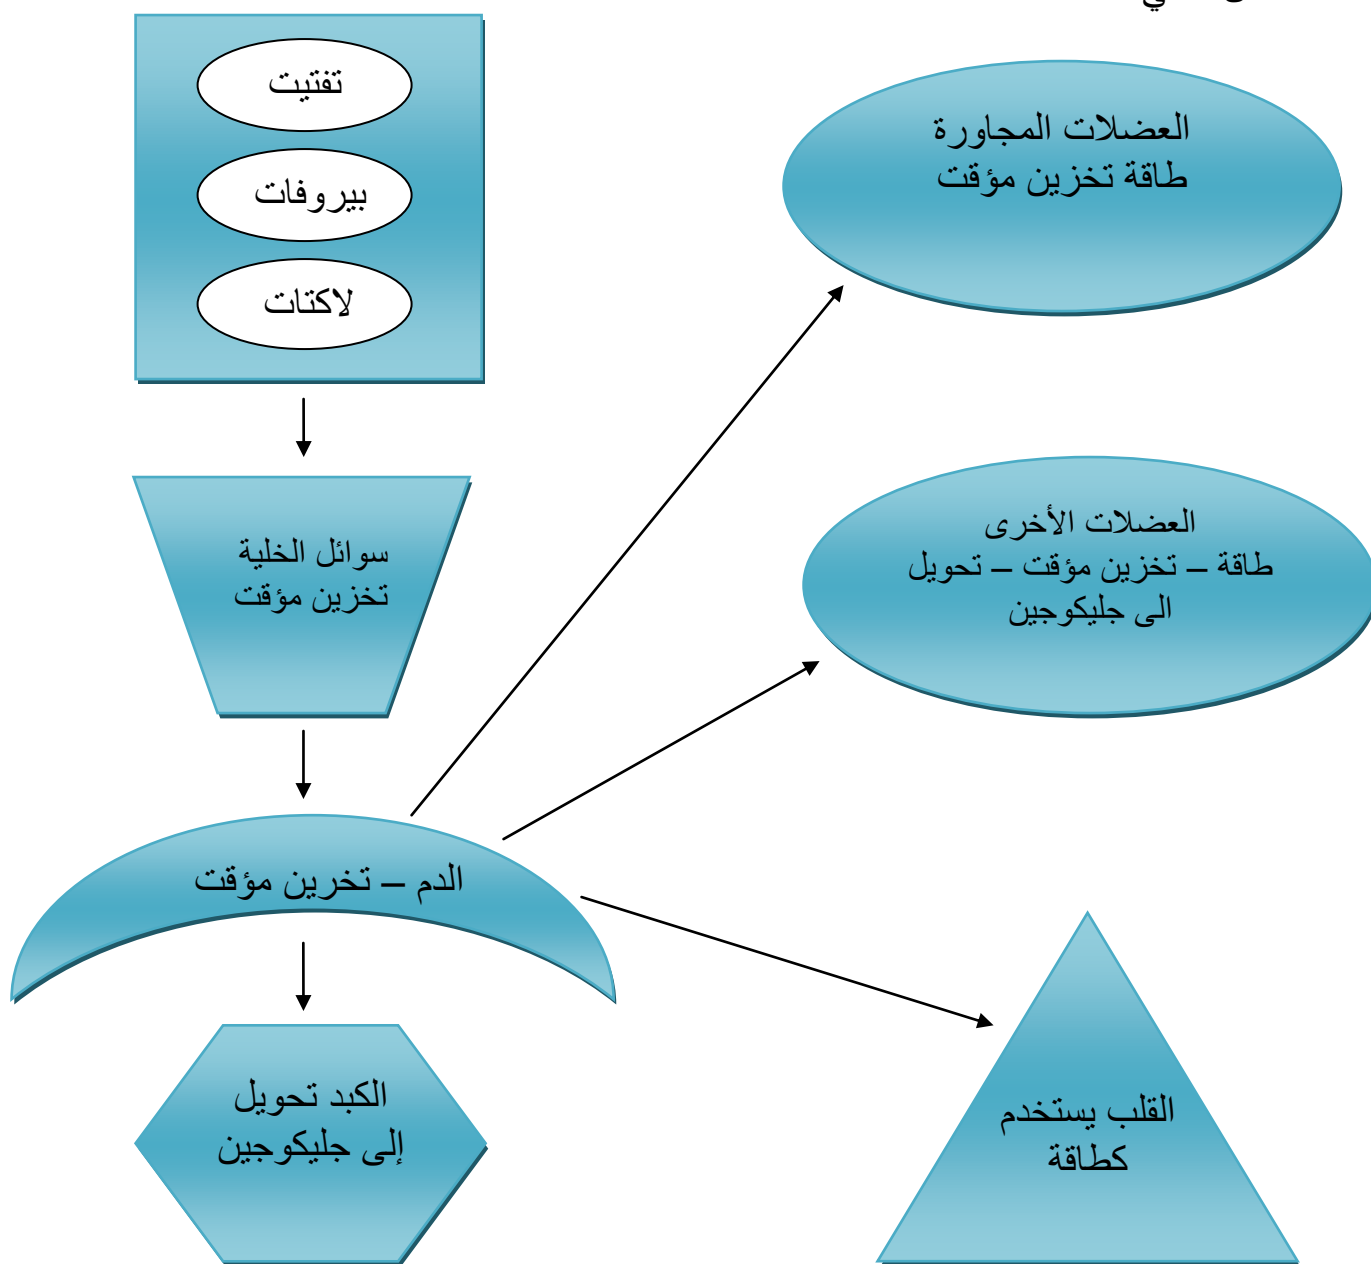 تفتيت
بيروفات
لاكتات
العضلات المجاورة
طاقة تخزين مؤقت
سوائل الخلية
تخزين مؤقت
العضلات الأخرى
طاقة – تخزين مؤقت – تحويل
الى جليكوجين
الدم – تخرين مؤقت
الكبد تحويل
إلى جليكوجين
القلب يستخدم
كطاقة